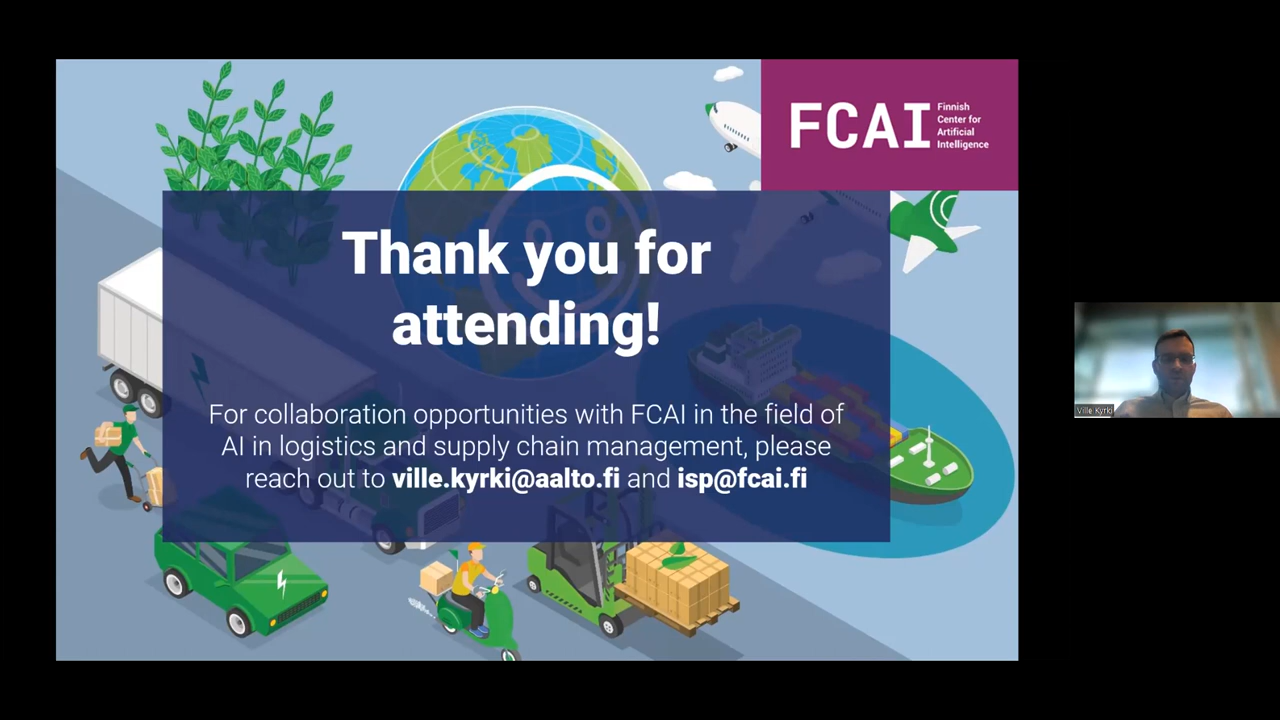 FCAI
Finnish
Center for
Artificial
Intelligence
Thank you for
attending!
For collaboration opportunities with FCAI in the field of
AI in logistics and supply chain management, please
reach out to ville.kyrki@aalto.fi and isp@fcai.fi
Ville Kyrki